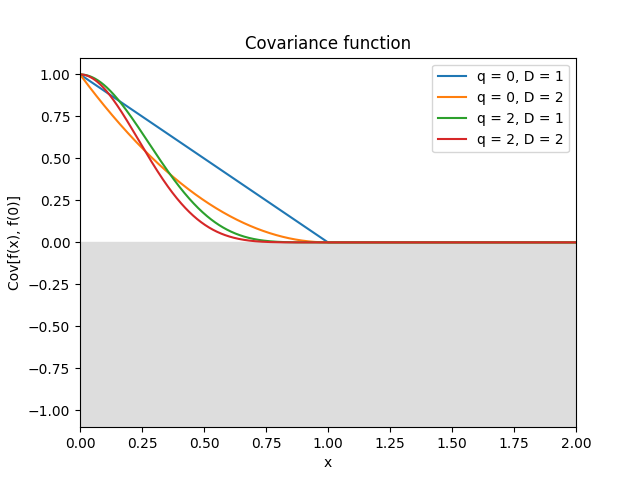 Covariance function
q = 0, D = 1
q = 0, D = 2
q = 2, D = 1
q = 2, D = 2
Cov[f(x), f(0)]
1.00
0.75
0.50
0.25
0.00
−0.25
−0.50
−0.75
−1.00
0.00 0.25 0.50 0.75 1.00 1.25 1.50 1.75 2.00
x